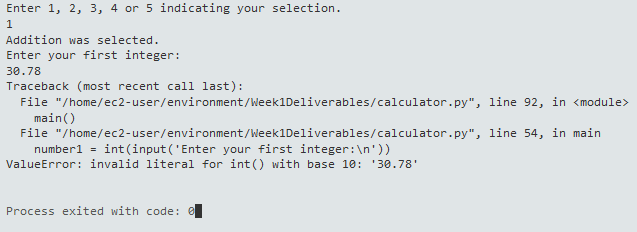 Enter 1, 2, 3, 4 or 5 indicating your selection.
1
Addition was selected.
Enter your first integer:
30.78
Traceback (most recent call last):
  File "/home/ec2-user/environment/Week1Deliverables/calculator.py", line 92, in <module>
    main()
  File "/home/ec2-user/environment/Week1Deliverables/calculator.py", line 54, in main
    number1 = int(input('Enter your first integer:\n'))
ValueError: invalid literal for int() with base 10: '30.78'
Process exited with code: 0